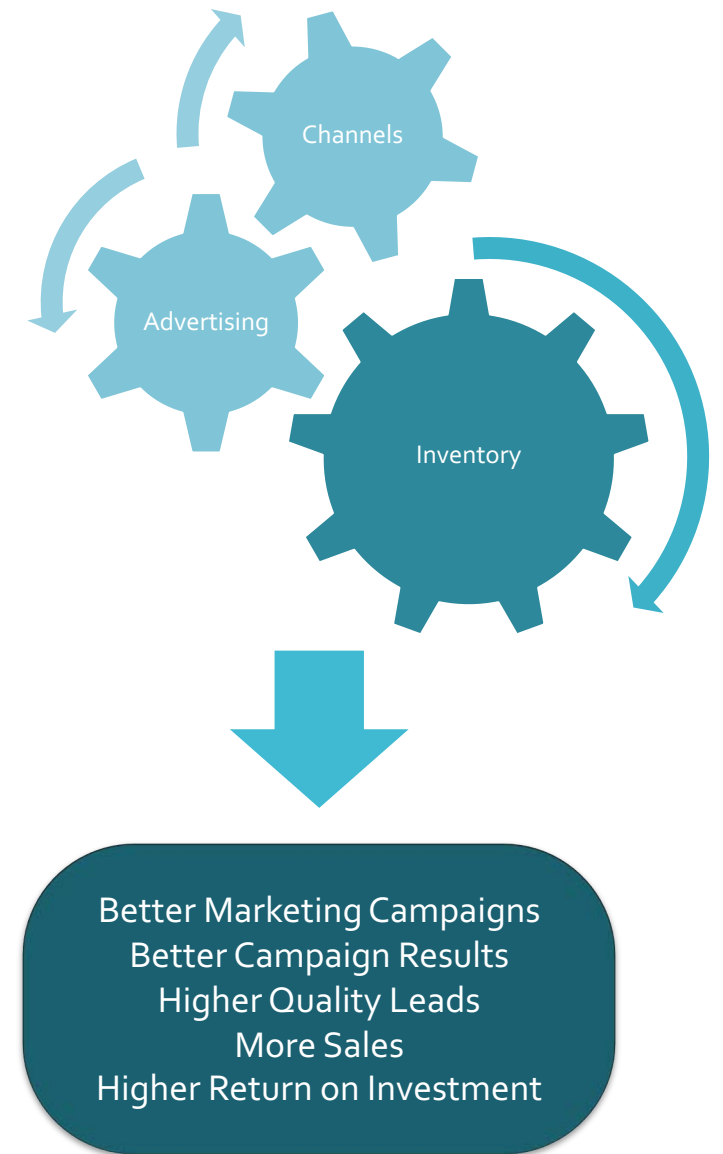 Channels
Advertising
Inventory
Better Marketing Campaigns
Better Campaign Results
Higher Quality Leads
More Sales
Higher Return on Investment